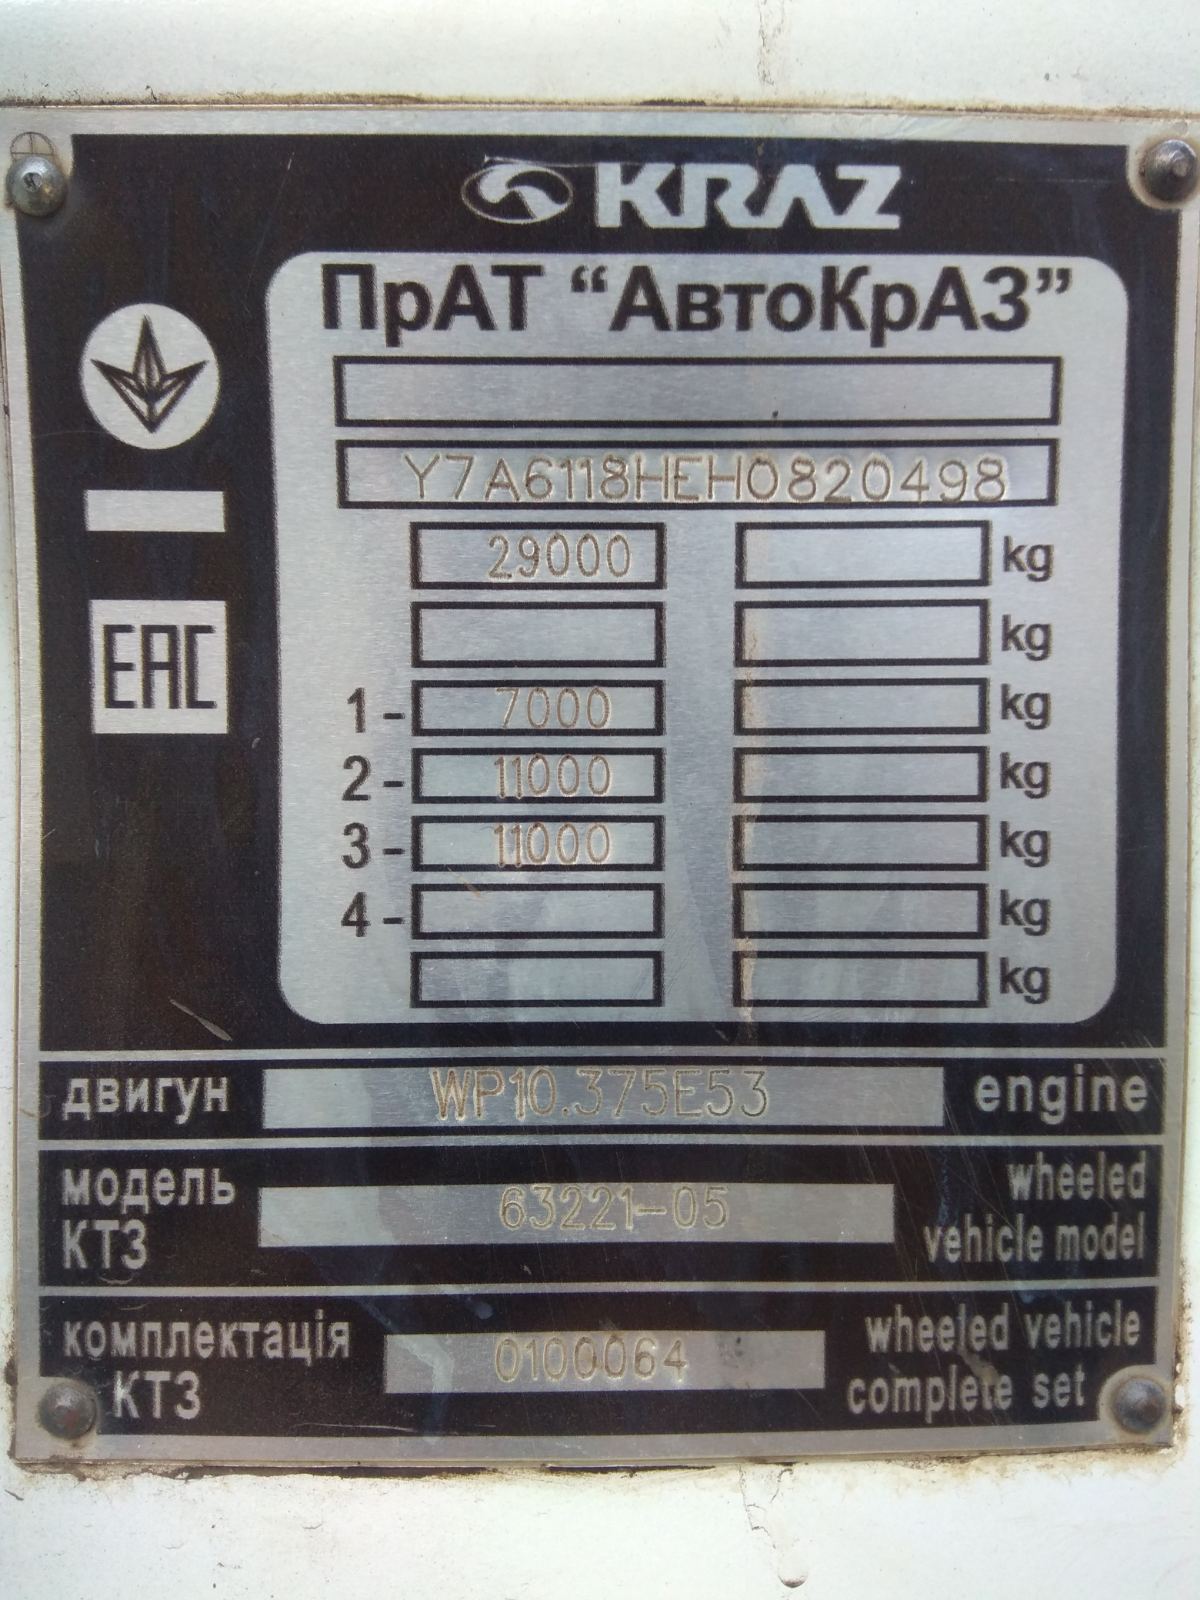 KRAZ
ПрАТ “АвтоКрАЗ”
Y7A6118HEH0820498
29000 kg
kg
1- 7000 kg
2- 11000 kg
3- 11000 kg
4- kg
kg
EAC
двигун WP10.375E53 engine
модель КТЗ 63221-05 wheeled vehicle model
комплектація КТЗ 0100064 wheeled vehicle complete set